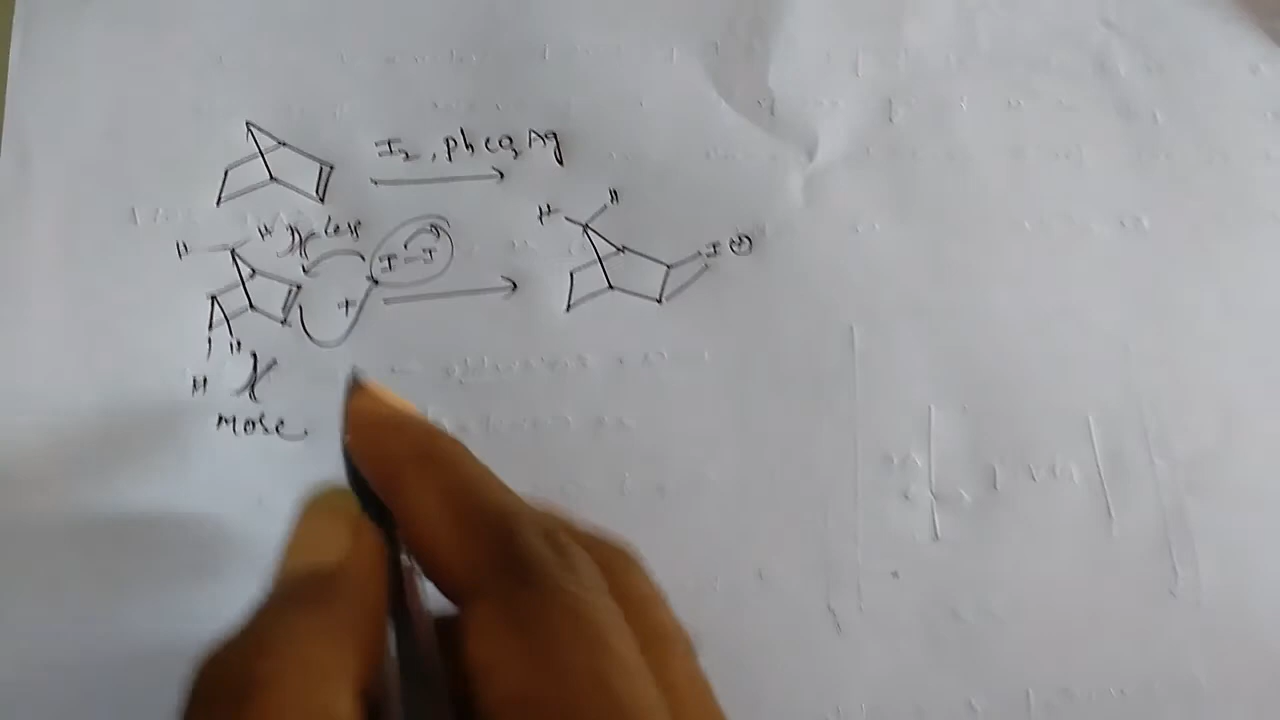 I2, PhCO2Ag
H H less I-I H H I ⊕
+
H H
more